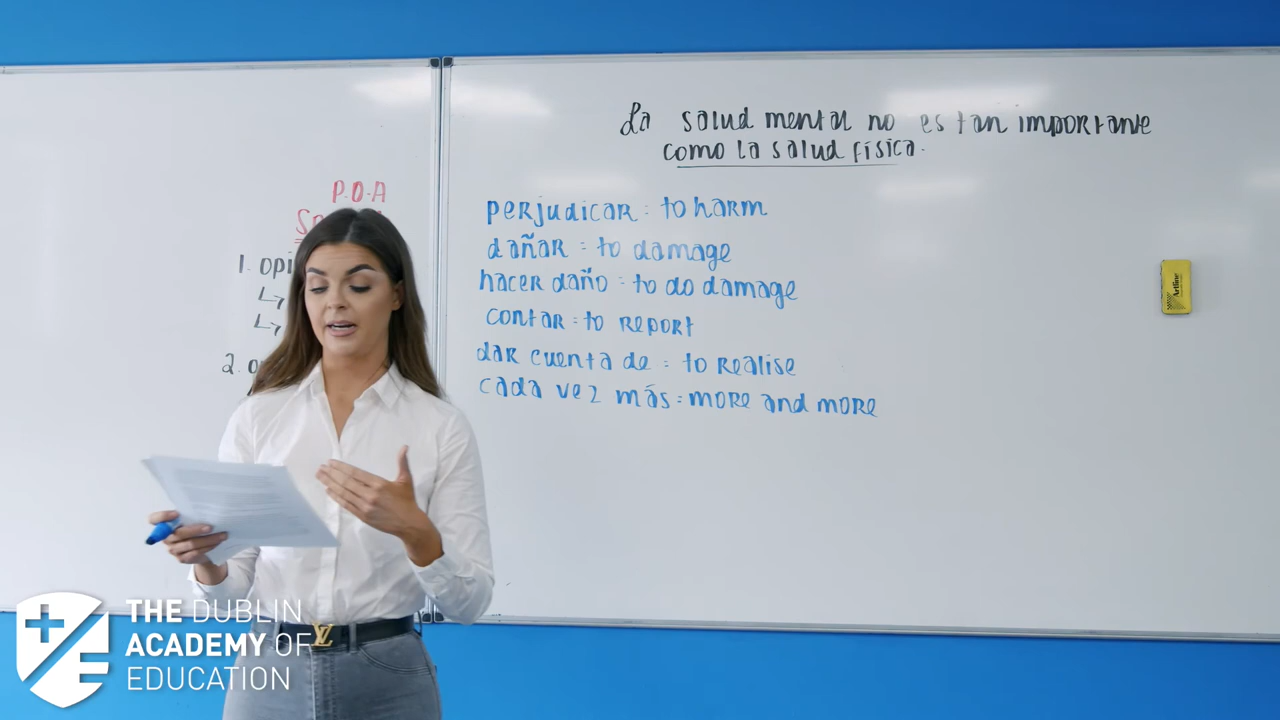 La salud mental no es tan importante
como la salud física.
P.O.A
1. opi
2. o
perjudicar : to harm
dañar = to damage
hacer daño = to do damage
contar = to report
dar cuenta de = to realise
cada vez más = more and more
Artline
THE DUBLIN
ACADEMY OF
EDUCATION